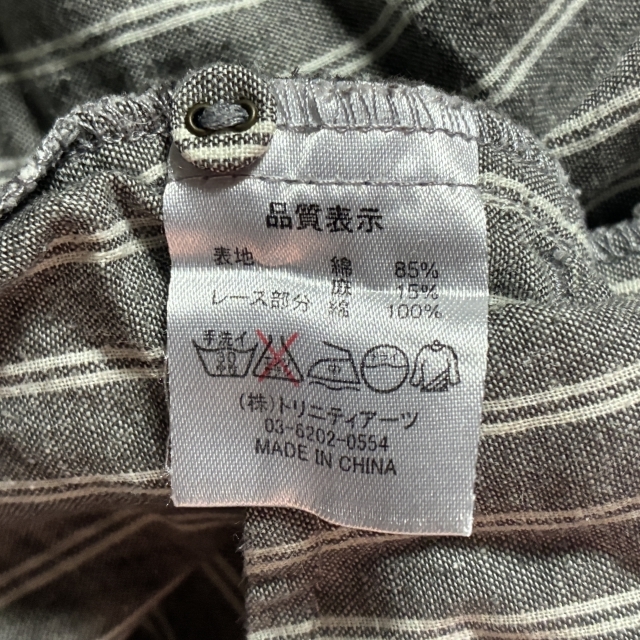 品質表示
表地 綿 85%
麻 15%
レース部分 綿 100%
手洗イ
(株)トリニティアーツ
03-6202-0554
MADE IN CHINA